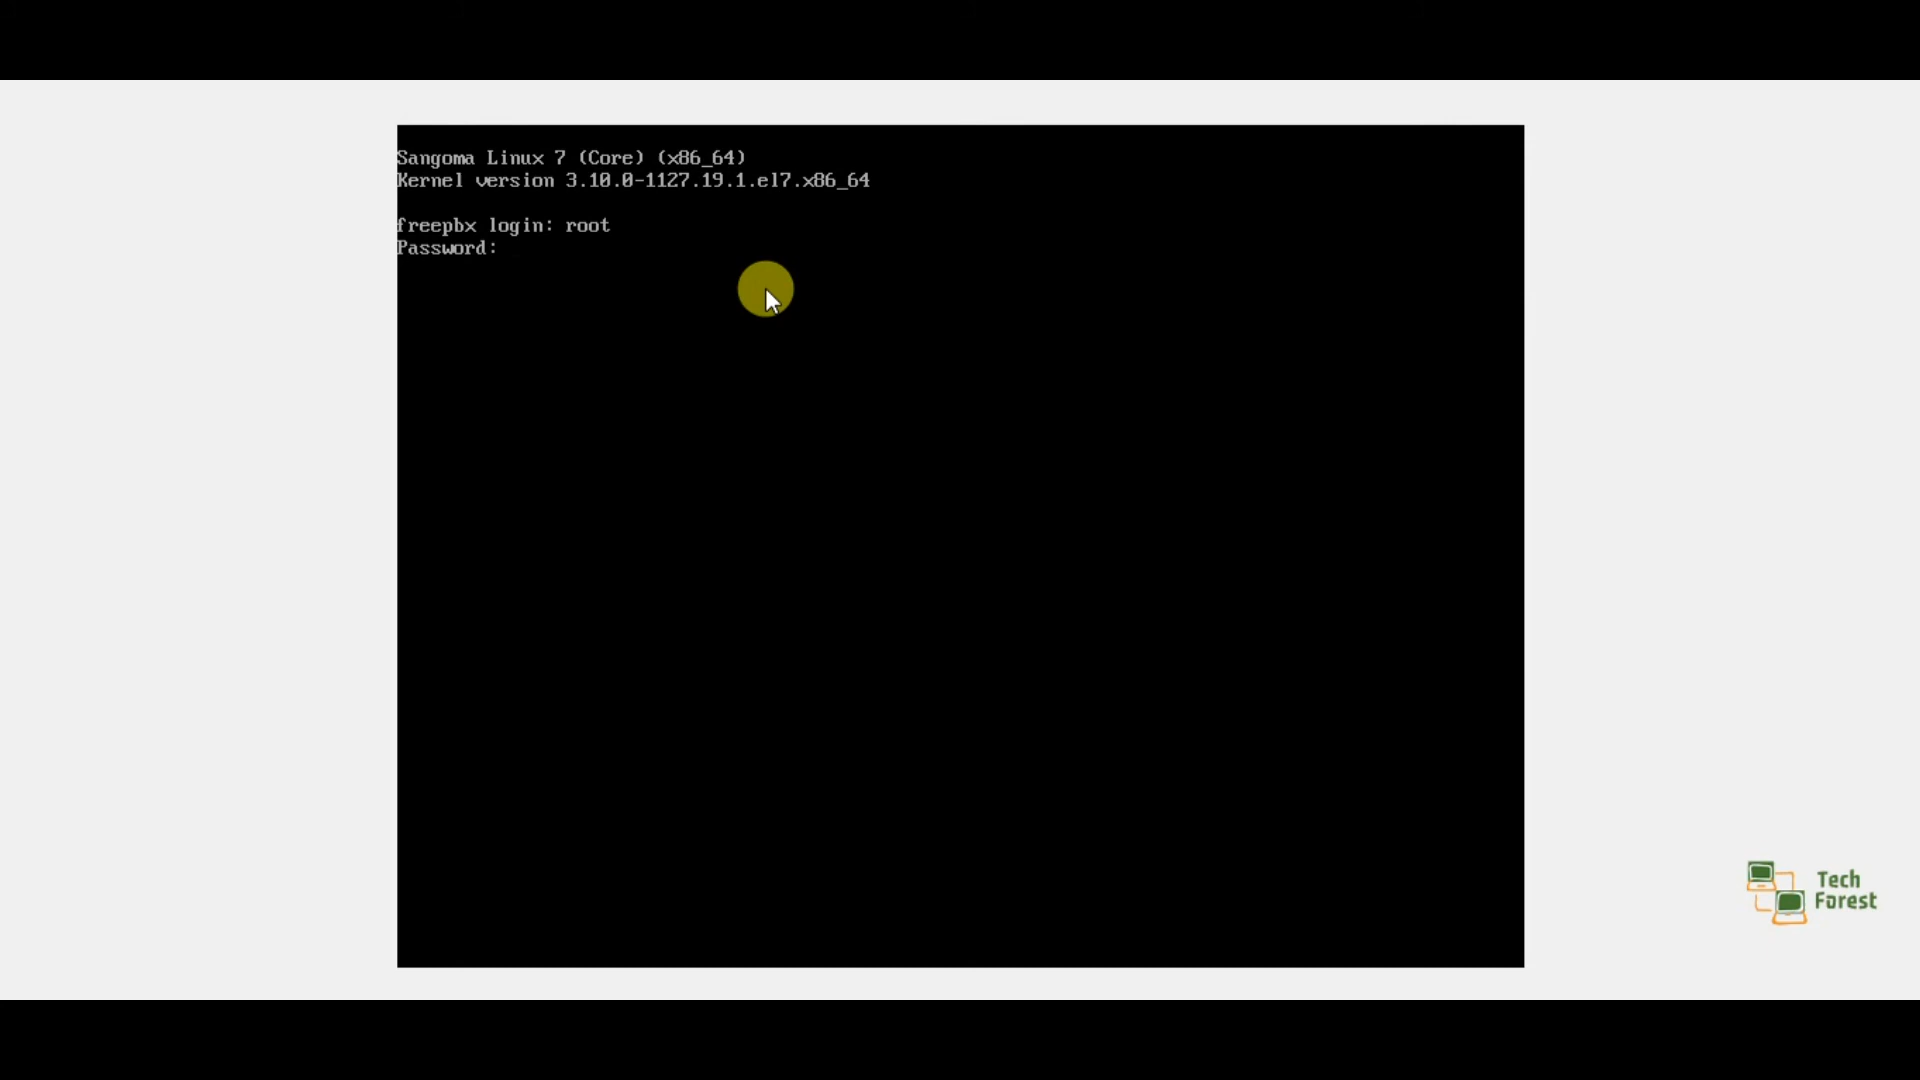 Sangoma Linux 7 (Core) (x86_64)
Kernel version 3.10.0-1127.19.1.el7.x86_64
freepbx login: root
Password:
Tech
Forest